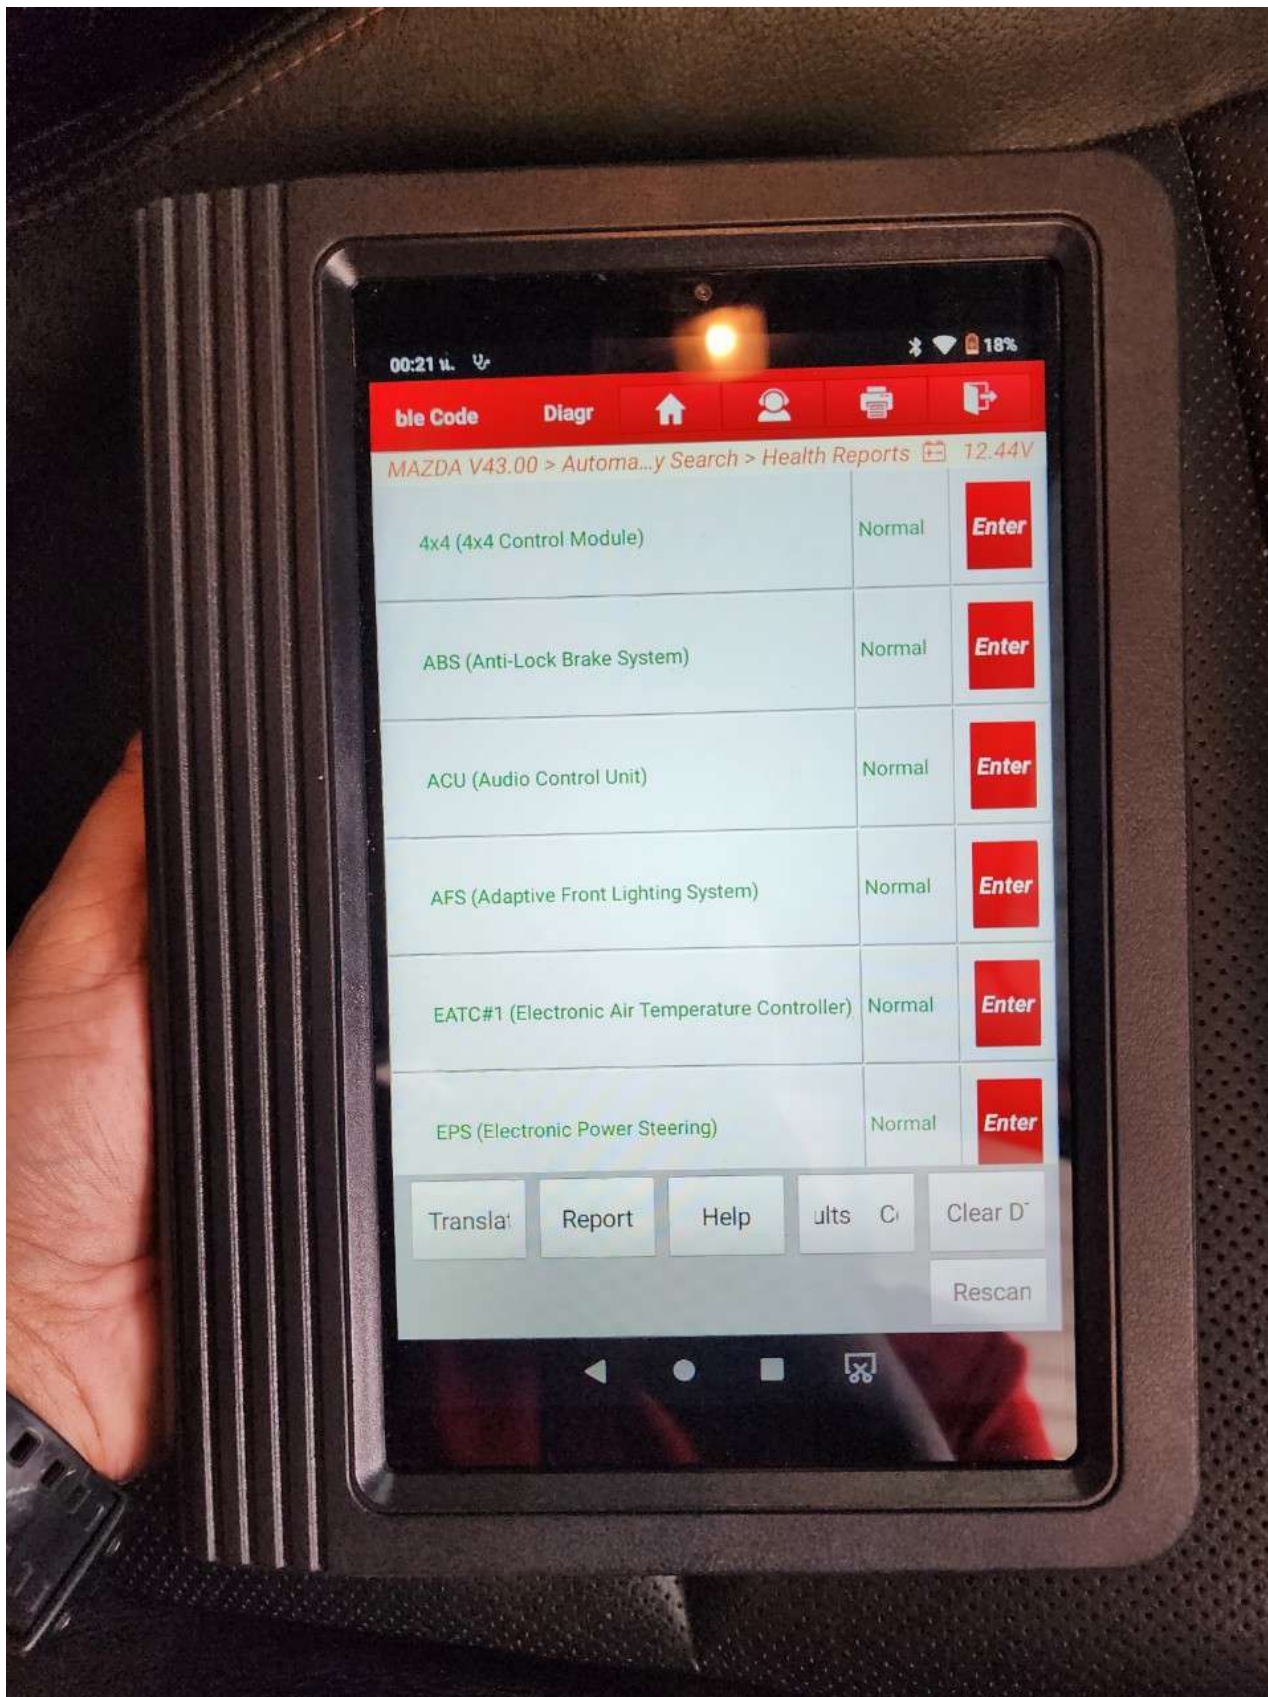 00:21 น. 18%
ble Code Diagr
MAZDA V43.00 > Automa...y Search > Health Reports 12.44V
4x4 (4x4 Control Module) Normal Enter
ABS (Anti-Lock Brake System) Normal Enter
ACU (Audio Control Unit) Normal Enter
AFS (Adaptive Front Lighting System) Normal Enter
EATC#1 (Electronic Air Temperature Controller) Normal Enter
EPS (Electronic Power Steering) Normal Enter
Translat Report Help ults C Clear D
Rescan